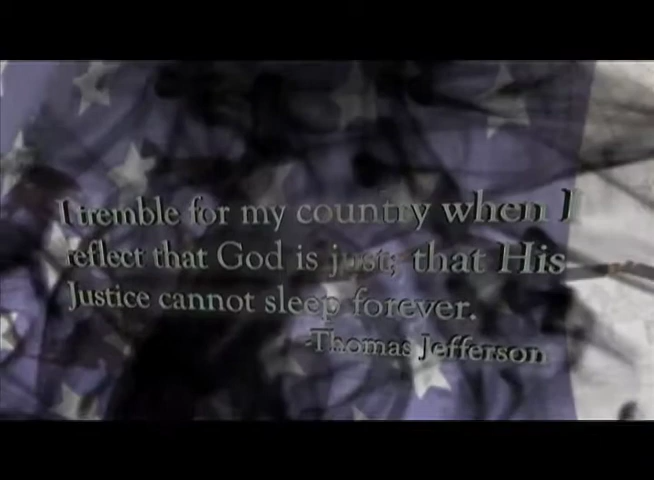 I tremble for my country when I
reflect that God is just; that His
Justice cannot sleep forever.
-Thomas Jefferson